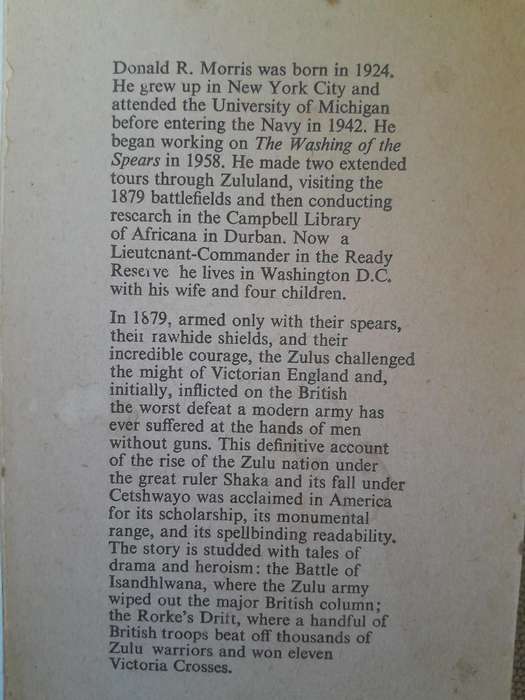 Donald R. Morris was born in 1924.
He grew up in New York City and
attended the University of Michigan
before entering the Navy in 1942. He
began working on The Washing of the
Spears in 1958. He made two extended
tours through Zululand, visiting the
1879 battlefields and then conducting
research in the Campbell Library
of Africana in Durban. Now a
Lieutenant-Commander in the Ready
Reserve he lives in Washington D.C.
with his wife and four children.
In 1879, armed only with their spears,
their rawhide shields, and their
incredible courage, the Zulus challenged
the might of Victorian England and,
initially, inflicted on the British
the worst defeat a modern army has
ever suffered at the hands of men
without guns. This definitive account
of the rise of the Zulu nation under
the great ruler Shaka and its fall under
Cetshwayo was acclaimed in America
for its scholarship, its monumental
range, and its spellbinding readability.
The story is studded with tales of
drama and heroism: the Battle of
Isandhlwana, where the Zulu army
wiped out the major British column;
the Rorke's Drift, where a handful of
British troops beat off thousands of
Zulu warriors and won eleven
Victoria Crosses.